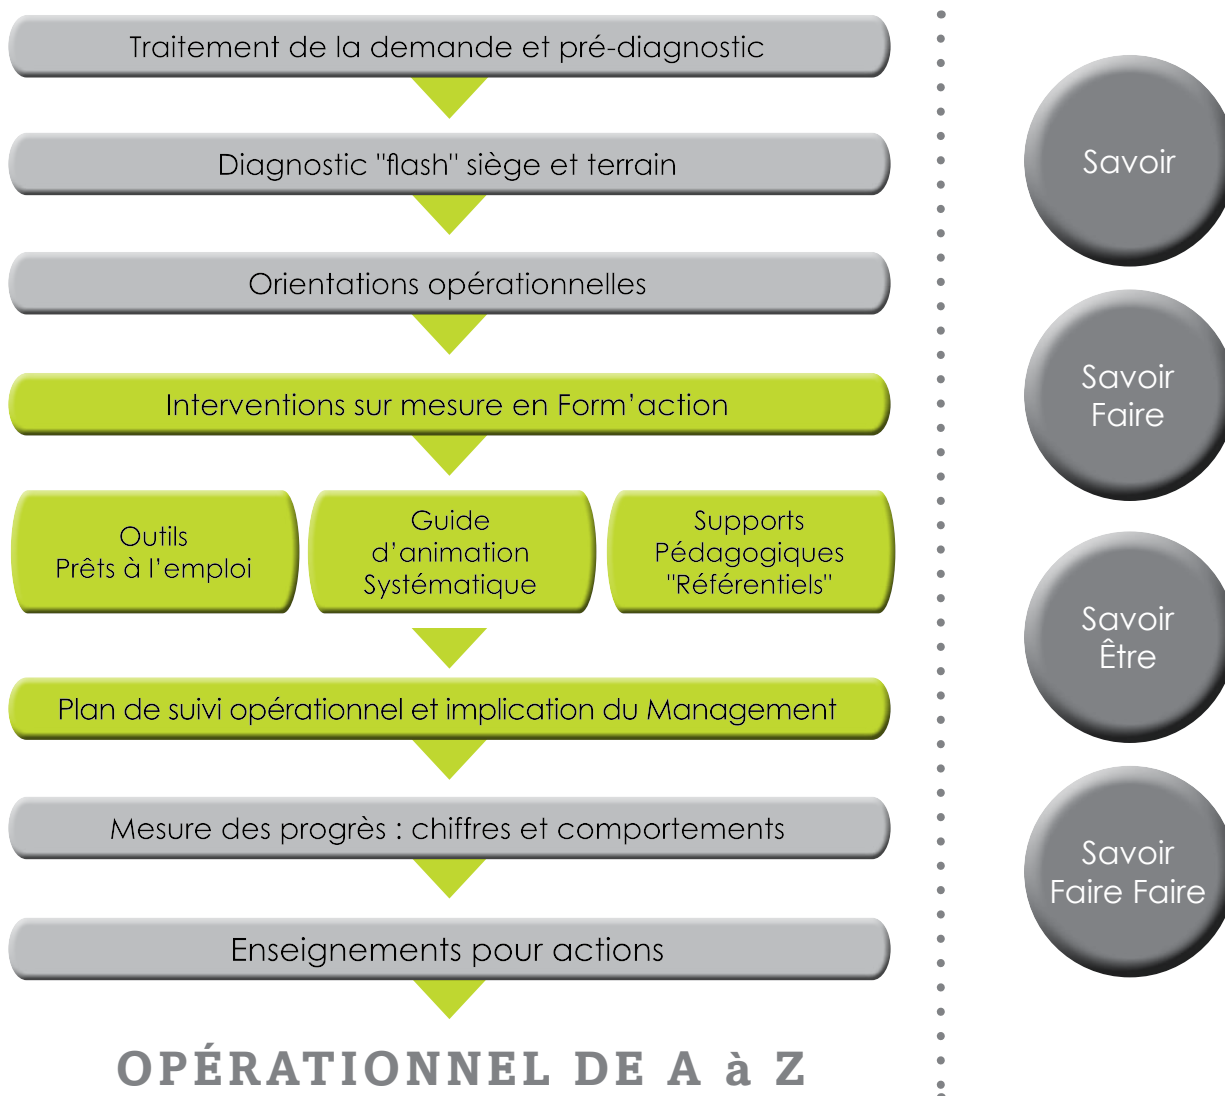 Traitement de la demande et pré-diagnostic
Diagnostic "flash" siège et terrain
Orientations opérationnelles
Interventions sur mesure en Form’action
Outils
Prêts à l’emploi
Guide
d’animation
Systématique
Supports
Pédagogiques
"Référentiels"
Plan de suivi opérationnel et implication du Management
Mesure des progrès : chiffres et comportements
Enseignements pour actions
OPÉRATIONNEL DE A à Z
Savoir
Savoir
Faire
Savoir
Être
Savoir
Faire Faire